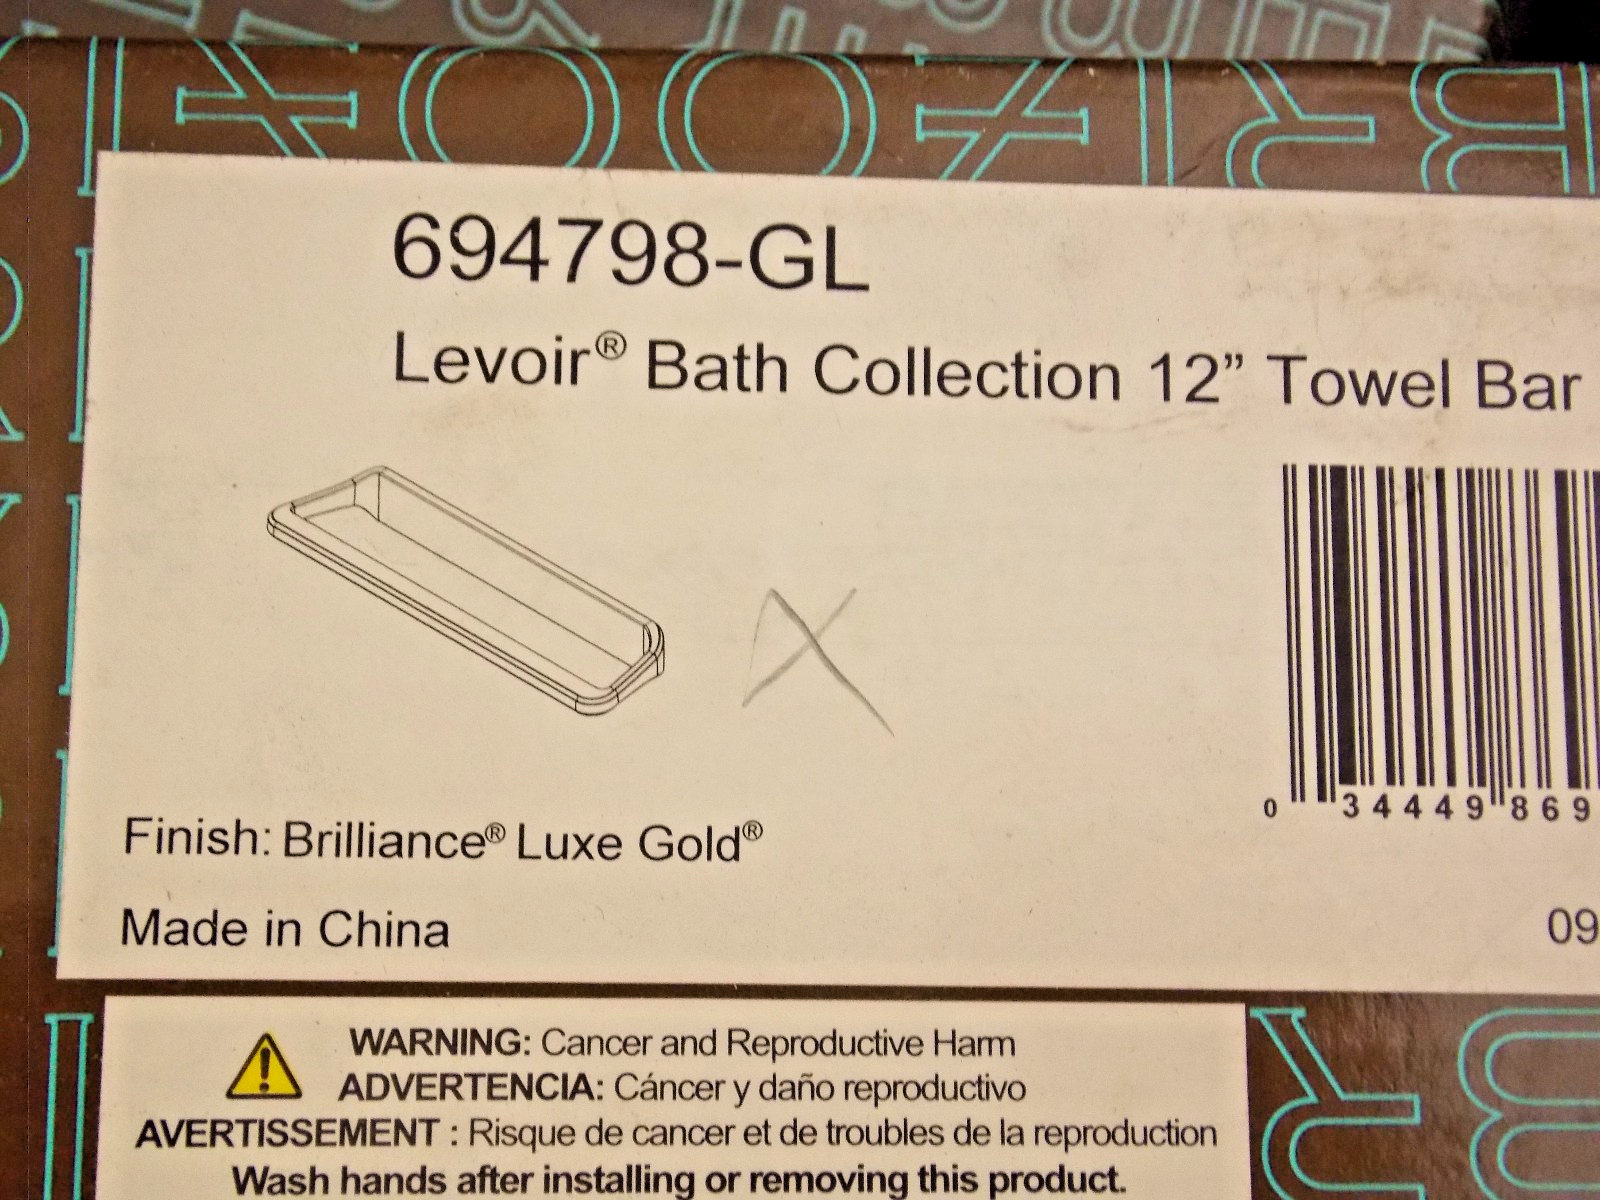 694798-GL
Levoir® Bath Collection 12” Towel Bar
0 34449 869
Finish: Brilliance® Luxe Gold®
Made in China
09
WARNING: Cancer and Reproductive Harm
ADVERTENCIA: Cáncer y daño reproductivo
AVERTISSEMENT : Risque de cancer et de troubles de la reproduction
Wash hands after installing or removing this product.